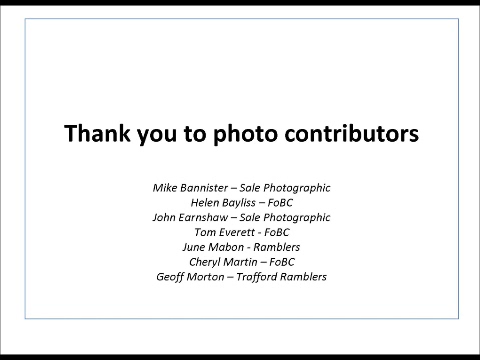 Thank you to photo contributors
Mike Bannister – Sale Photographic
Helen Bayliss – FoBC
John Earnshaw – Sale Photographic
Tom Everett - FoBC
June Mabon - Ramblers
Cheryl Martin – FoBC
Geoff Morton – Trafford Ramblers